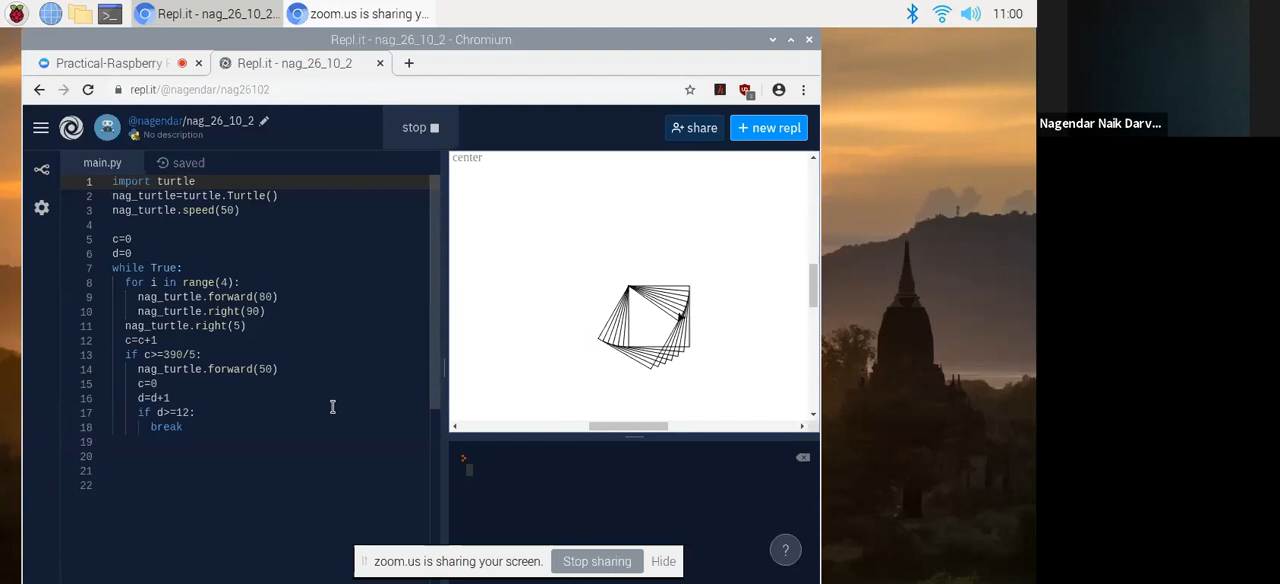 Repl.it - nag_26_10_2...
zoom.us is sharing y...
11:00
Repl.it - nag_26_10_2 - Chromium
Practical-Raspberry
Repl.it - nag_26_10_2
repl.it/@nagendar/nag26102
@nagendar/nag_26_10_2
No description
stop
share
+ new repl
main.py
saved
center
1 import turtle
2 nag_turtle=turtle.Turtle()
3 nag_turtle.speed(50)
4
5 c=0
6 d=0
7 while True:
8 for i in range(4):
9 nag_turtle.forward(80)
10 nag_turtle.right(90)
11 nag_turtle.right(5)
12 c=c+1
13 if c>=390/5:
14 nag_turtle.forward(50)
15 c=0
16 d=d+1
17 if d>=12:
18 break
19
20
21
22
?
zoom.us is sharing your screen.
Stop sharing
Hide
Nagendar Naik Darv...